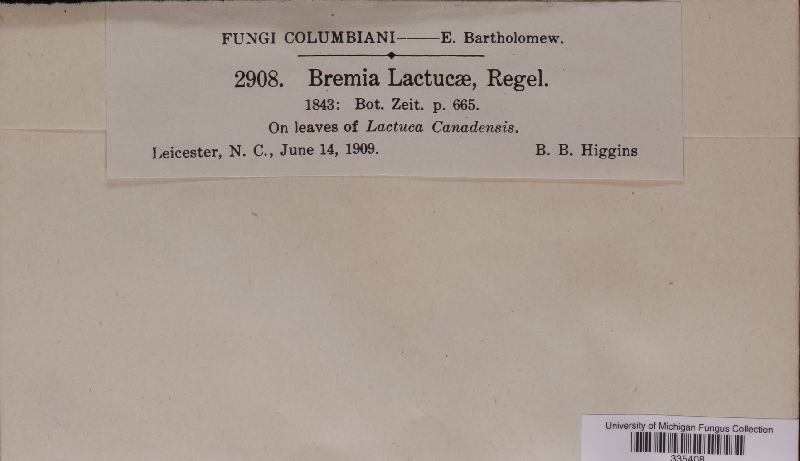 FUNGI COLUMBIANI——E. Bartholomew.
2908. Bremia Lactucæ, Regel.
1843: Bot. Zeit. p. 665.
On leaves of Lactuca Canadensis.
Leicester, N. C., June 14, 1909. B. B. Higgins
University of Michigan Fungus Collection
335408